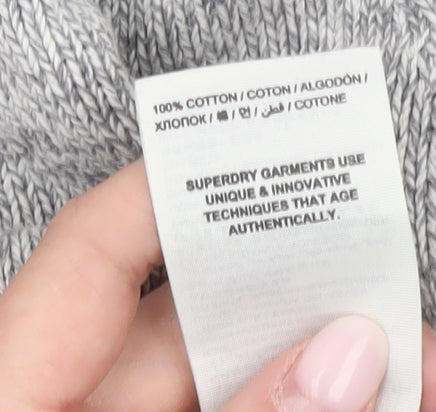 100% COTTON / COTON / ALGODÓN /
ХЛОПОК / 棉 / 면 / قطن / COTONE
SUPERDRY GARMENTS USE
UNIQUE & INNOVATIVE
TECHNIQUES THAT AGE
AUTHENTICALLY.